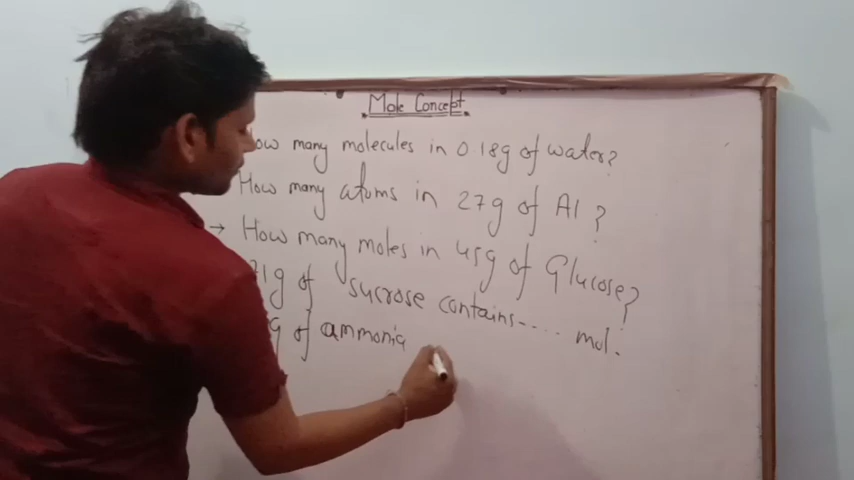 Mole Concept
ow many molecules in 0.18g of water?
How many atoms in 27g of Al?
→ How many moles in 45g of Glucose?
71g of sucrose contains---- mol.
g of ammonia